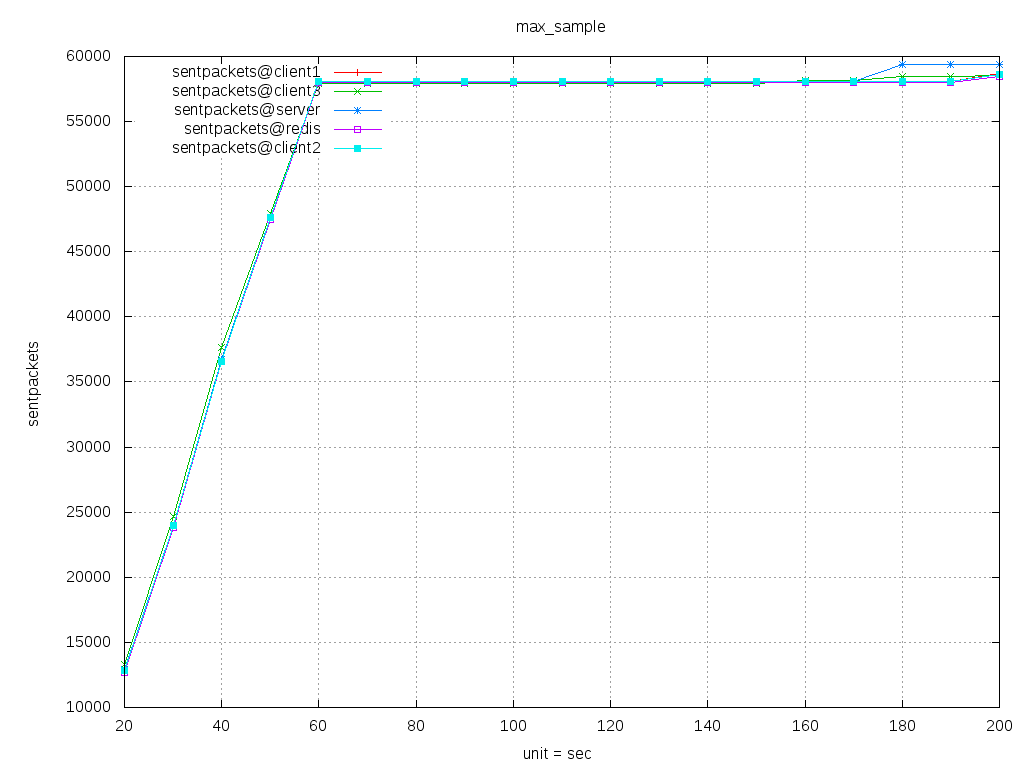 max_sample
60000
55000
50000
45000
40000
35000
30000
25000
20000
15000
10000
sentpackets
sentpackets@client1
sentpackets@client3
sentpackets@server
sentpackets@redis
sentpackets@client2
20 40 60 80 100 120 140 160 180 200
unit = sec